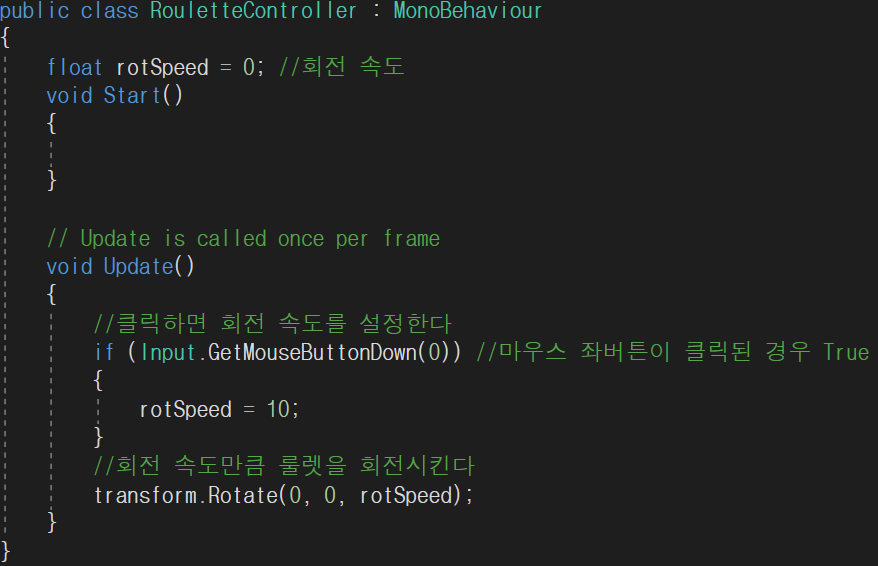 public class RouletteController : MonoBehaviour
{
float rotSpeed = 0; //회전 속도
void Start()
{
}
// Update is called once per frame
void Update()
{
//클릭하면 회전 속도를 설정한다
if (Input.GetMouseButtonDown(0)) //마우스 좌버튼이 클릭된 경우 True
{
rotSpeed = 10;
}
//회전 속도만큼 룰렛을 회전시킨다
transform.Rotate(0, 0, rotSpeed);
}
}